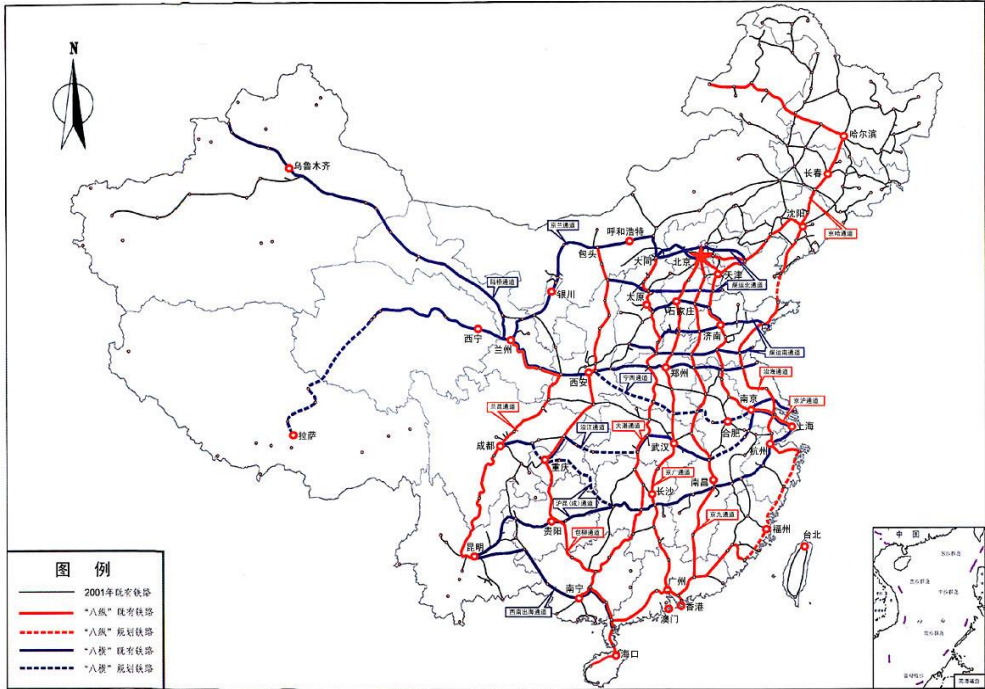 N
哈尔滨
长春
沈阳
京哈通道
乌鲁木齐
呼和浩特
京兰通道
包头
大同
北京
天津
煤运北通道
陆桥通道
银川
太原
石家庄
济南
煤运南通道
西宁
兰州
西安
郑州
宁西通道
沿海通道
京沪通道
兰昆通道
南京
合肥
上海
拉萨
成都
沿江通道
大湛通道
武汉
杭州
重庆
京广通道
沪昆(成)通道
长沙
南昌
贵阳
包柳通道
京九通道
福州
台北
昆明
南宁
广州
香港
澳门
西南出海通道
海口
图 例
2001年既有铁路
“八纵”既有铁路
“八纵”规划铁路
“八横”既有铁路
“八横”规划铁路
中 国